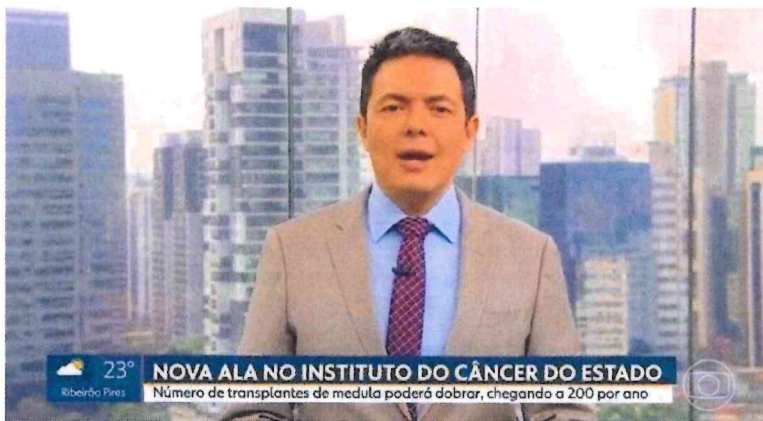 23°
Ribeirão Pires
NOVA ALA NO INSTITUTO DO CÂNCER DO ESTADO
Número de transplantes de medula poderá dobrar, chegando a 200 por ano